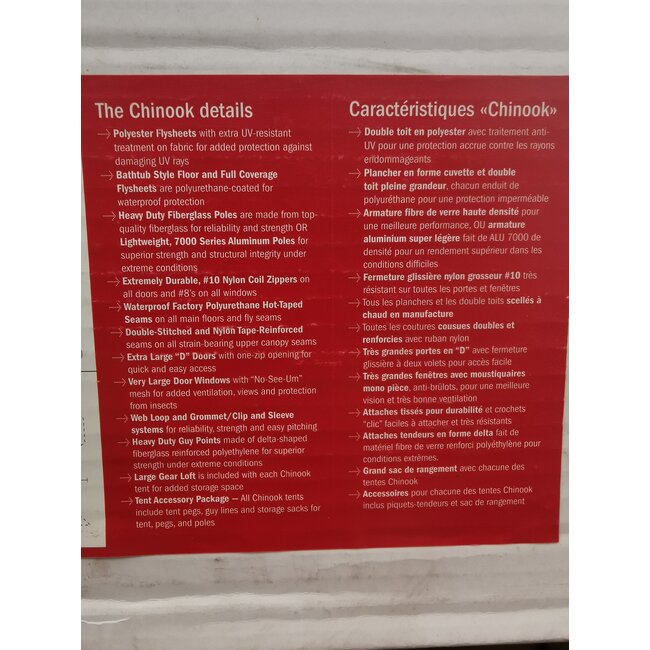 The Chinook details
→ Polyester Flysheets with extra UV-resistant
treatment on fabric for added protection against
damaging UV rays
→ Bathtub Style Floor and Full Coverage
Flysheets are polyurethane-coated for
waterproof protection
→ Heavy Duty Fiberglass Poles are made from top-
quality fiberglass for reliability and strength OR
Lightweight, 7000 Series Aluminum Poles for
superior strength and structural integrity under
extreme conditions
→ Extremely Durable, #10 Nylon Coil Zippers on
all doors and #8's on all windows
→ Waterproof Factory Polyurethane Hot-Taped
Seams on all main floors and fly seams
→ Double-Stitched and Nylon Tape-Reinforced
seams on all strain-bearing upper canopy seams
→ Extra Large "D" Doors with one-zip opening for
quick and easy access
→ Very Large Door Windows with "No-See-Um"
mesh for added ventilation, views and protection
from insects
→ Web Loop and Grommet/Clip and Sleeve
systems for reliability, strength and easy pitching
→ Heavy Duty Guy Points made of delta-shaped
fiberglass reinforced polyethylene for superior
strength under extreme conditions
→ Large Gear Loft is included with each Chinook
tent for added storage space
→ Tent Accessory Package — All Chinook tents
include tent pegs, guy lines and storage sacks for
tent, pegs, and poles
Caractéristiques «Chinook»
→ Double toit en polyester avec traitement anti-
UV pour une protection accrue contre les rayons
endommageants
→ Plancher en forme cuvette et double
toit pleine grandeur, chacun enduit de
polyuréthane pour une protection imperméable
→ Armature fibre de verre haute densité pour
une meilleure performance, OU armature
aluminium super légère fait de ALU 7000 de
densité pour un rendement supérieur dans les
conditions difficiles
→ Fermeture glissière nylon grosseur #10 très
résistant sur toutes les portes et fenêtres
→ Tous les planchers et les double toits scellés à
chaud en manufacture
→ Toutes les coutures cousues doubles et
renforcies avec ruban nylon
→ Très grandes portes en "D" avec fermeture
glissière à deux volets pour accès facile
→ Très grandes fenêtres avec moustiquaires
mono pièce, anti-brûlots, pour une meilleure
vision et très bonne ventilation
→ Attaches tissés pour durabilité et crochets
"clic" faciles à attacher et très résistants
→ Attaches tendeurs en forme delta fait de
matériel fibre de verre renforci polyéthylène pour
conditions extrêmes.
→ Grand sac de rangement avec chacune des
tentes Chinook
→ Accessoires pour chacune des tentes Chinook
inclus piquets-tendeurs et sac de rangement